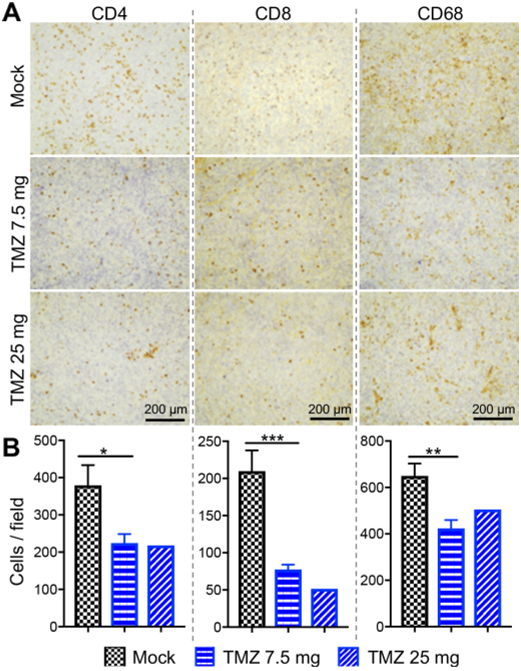 A
CD4 CD8 CD68
Mock
TMZ 7.5 mg
TMZ 25 mg
200 µm 200 µm 200 µm
B
Cells / field
500
400
300
200
100
0
*
250
200
150
100
50
0
***
800
600
400
200
0
**
Mock TMZ 7.5 mg TMZ 25 mg